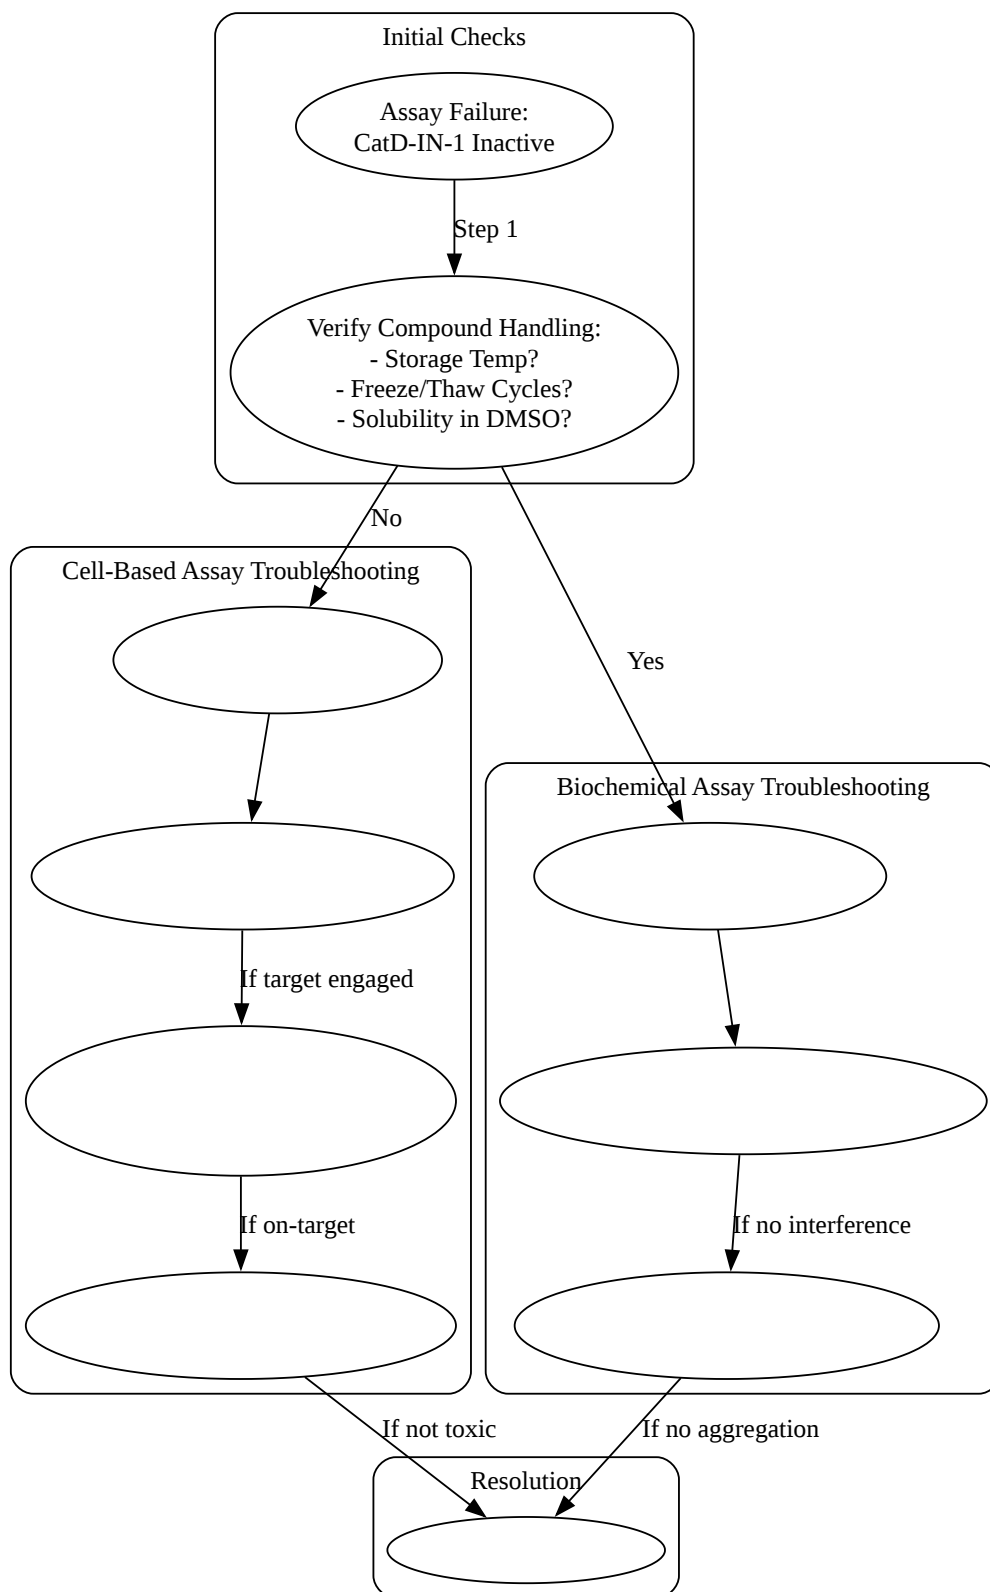 Initial Checks
Assay Failure:
CatD-IN-1 Inactive
Step 1
Verify Compound Handling:
- Storage Temp?
- Freeze/Thaw Cycles?
- Solubility in DMSO?
No
Cell-Based Assay Troubleshooting
Yes
Biochemical Assay Troubleshooting
If target engaged
If on-target
If no interference
If not toxic
If no aggregation
Resolution